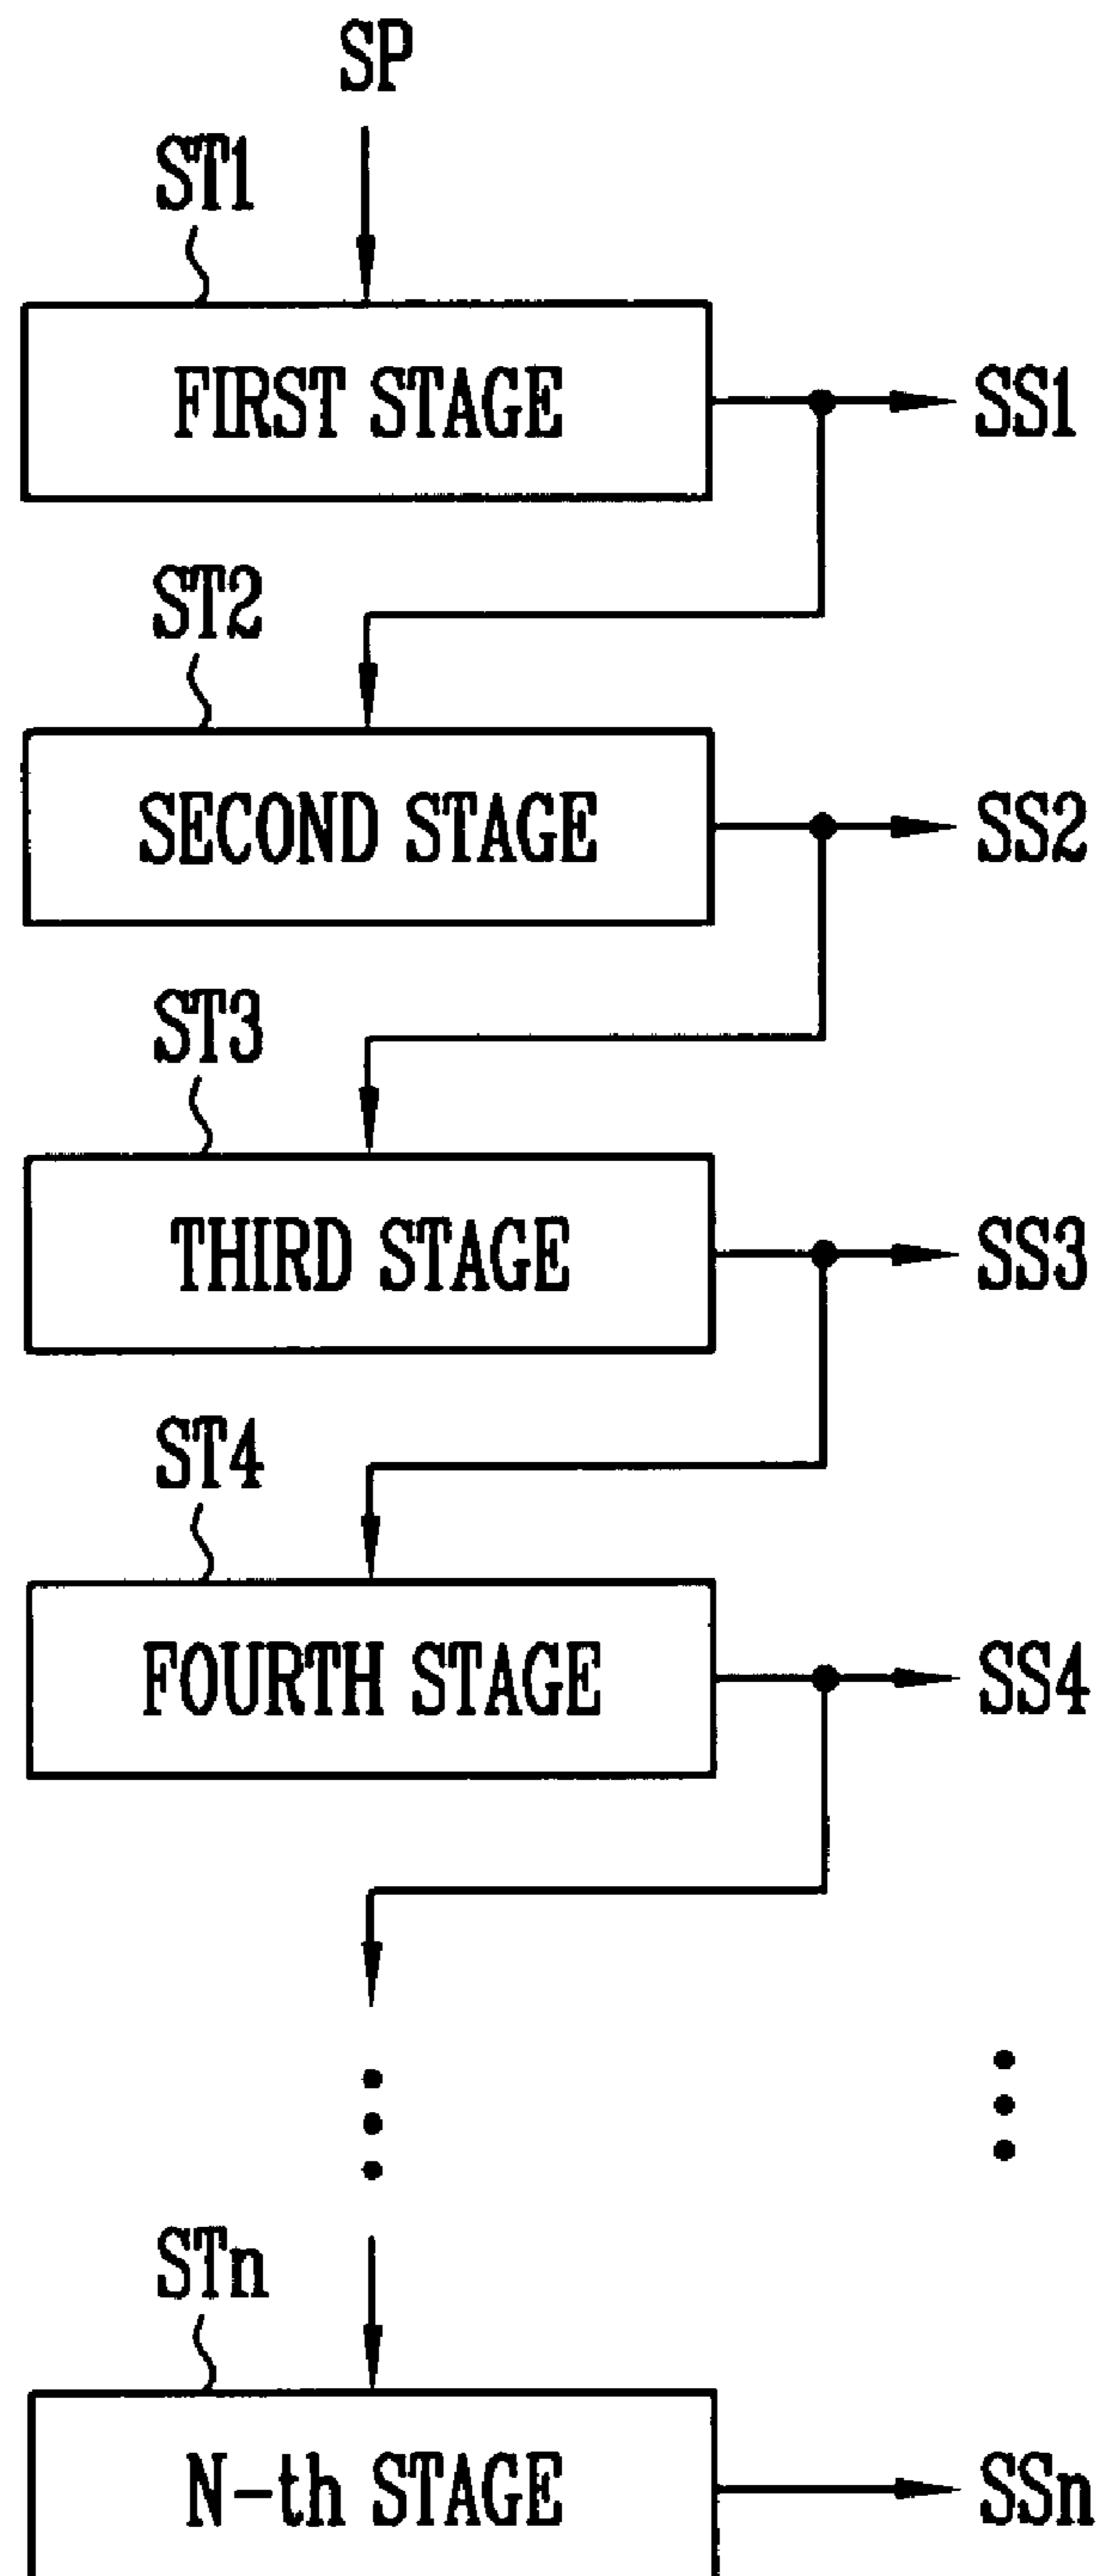 SP
ST1
FIRST STAGE
SS1
ST2
SECOND STAGE
SS2
ST3
THIRD STAGE
SS3
ST4
FOURTH STAGE
SS4
STn
N-th STAGE
SSn